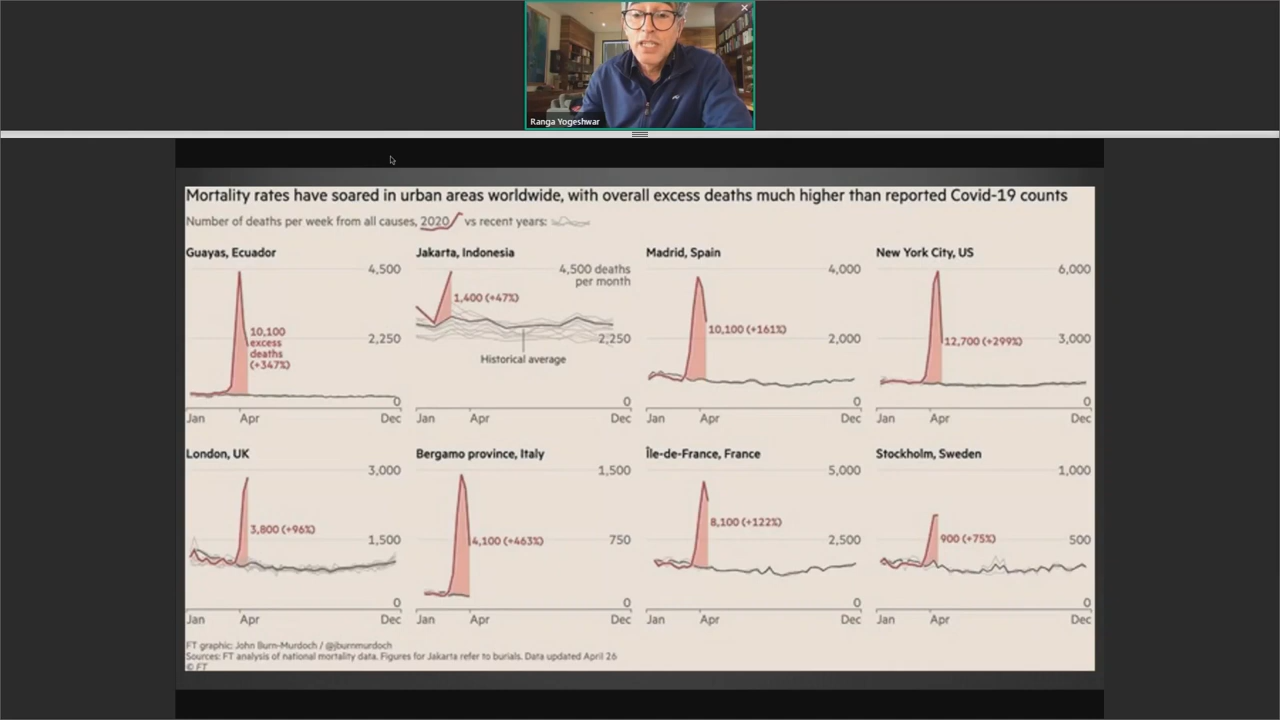 Ranga Yogeshwar
Mortality rates have soared in urban areas worldwide, with overall excess deaths much higher than reported Covid-19 counts
Number of deaths per week from all causes, 2020 vs recent years:
Guayas, Ecuador
4,500
10,100
excess
deaths
(+347%)
2,250
0
Jan Apr Dec
Jakarta, Indonesia
4,500 deaths
per month
1,400 (+47%)
2,250
Historical average
0
Jan Apr Dec
Madrid, Spain
4,000
10,100 (+161%)
2,000
0
Jan Apr Dec
New York City, US
6,000
12,700 (+299%)
3,000
0
Jan Apr Dec
London, UK
3,000
3,800 (+96%)
1,500
0
Jan Apr Dec
Bergamo province, Italy
1,500
4,100 (+463%)
750
0
Jan Apr Dec
Île-de-France, France
5,000
8,100 (+122%)
2,500
0
Jan Apr Dec
Stockholm, Sweden
1,000
900 (+75%)
500
0
Jan Apr Dec
FT graphic: John Burn-Murdoch / @jburnmurdoch
Sources: FT analysis of national mortality data. Figures for Jakarta refer to burials. Data updated April 26
© FT